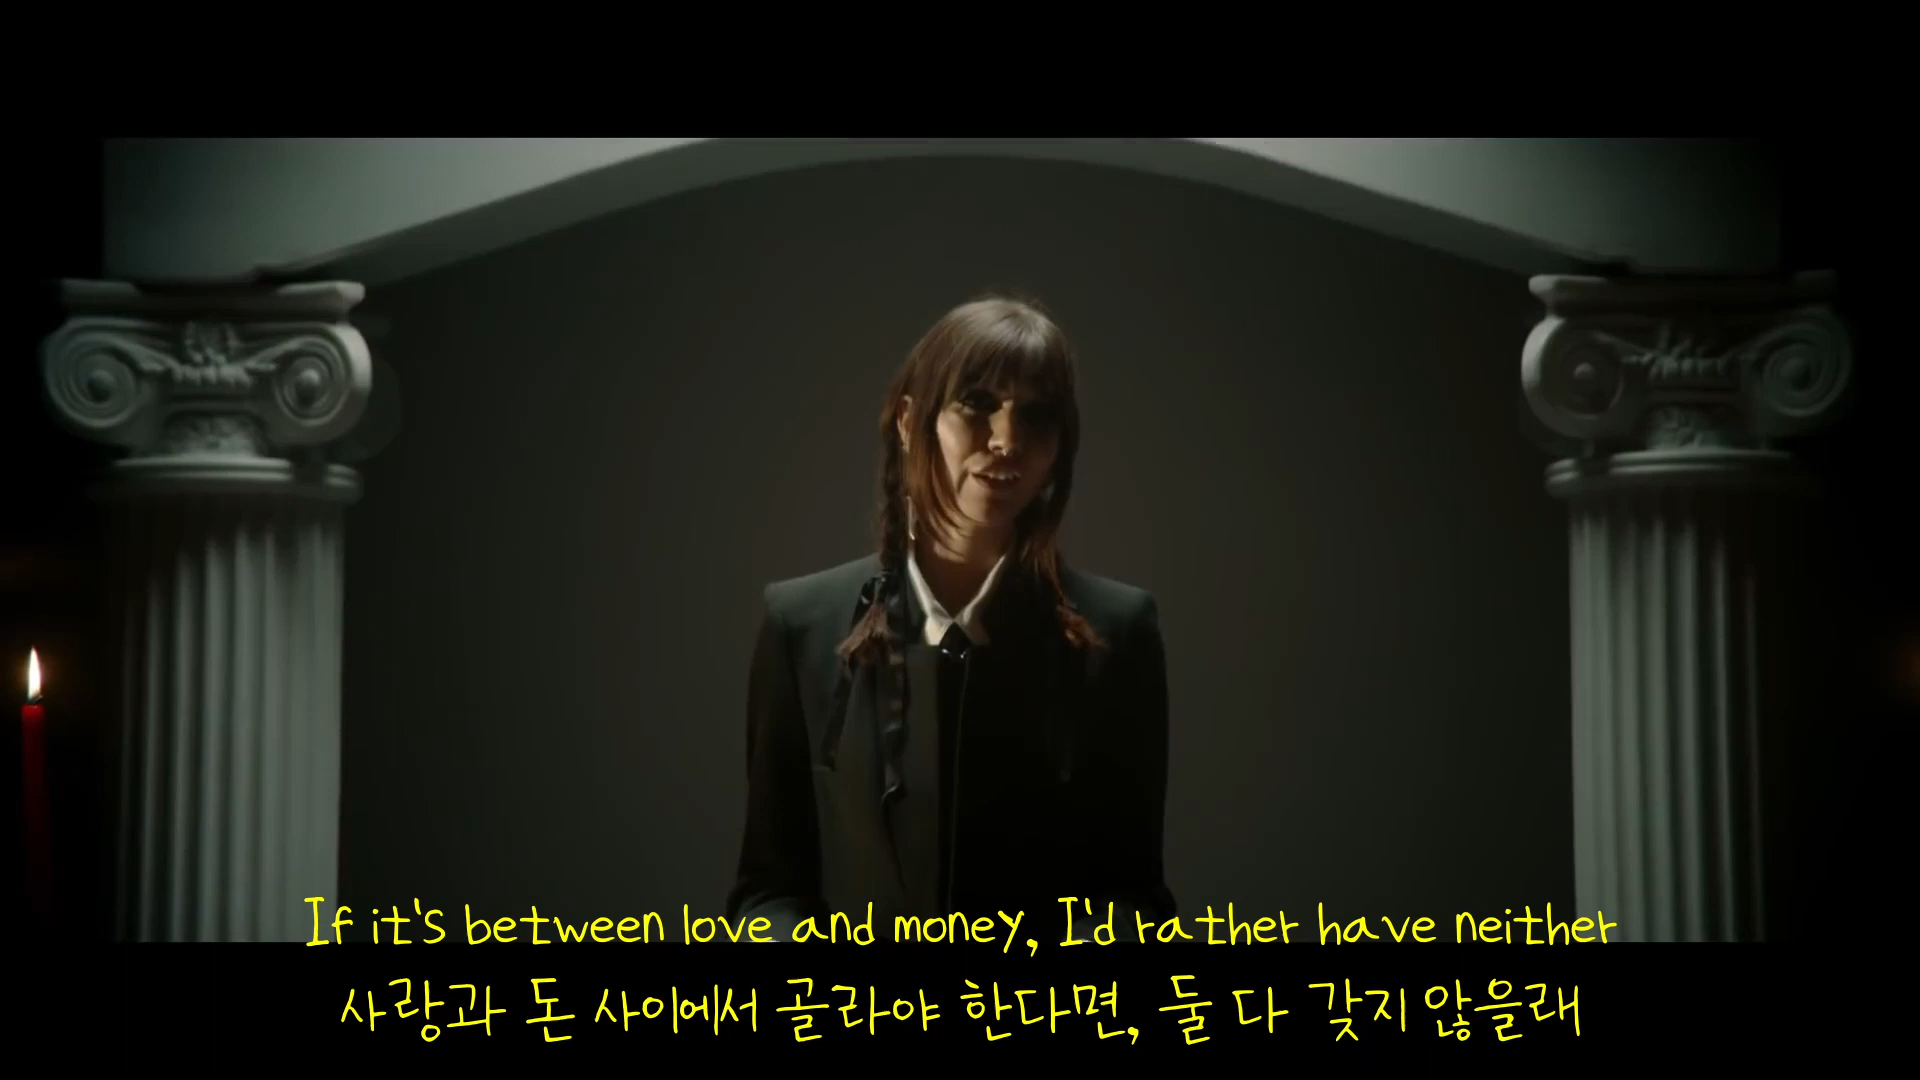 If it's between love and money, I'd rather have neither
사랑과 돈 사이에서 골라야 한다면, 둘 다 갖지 않을래